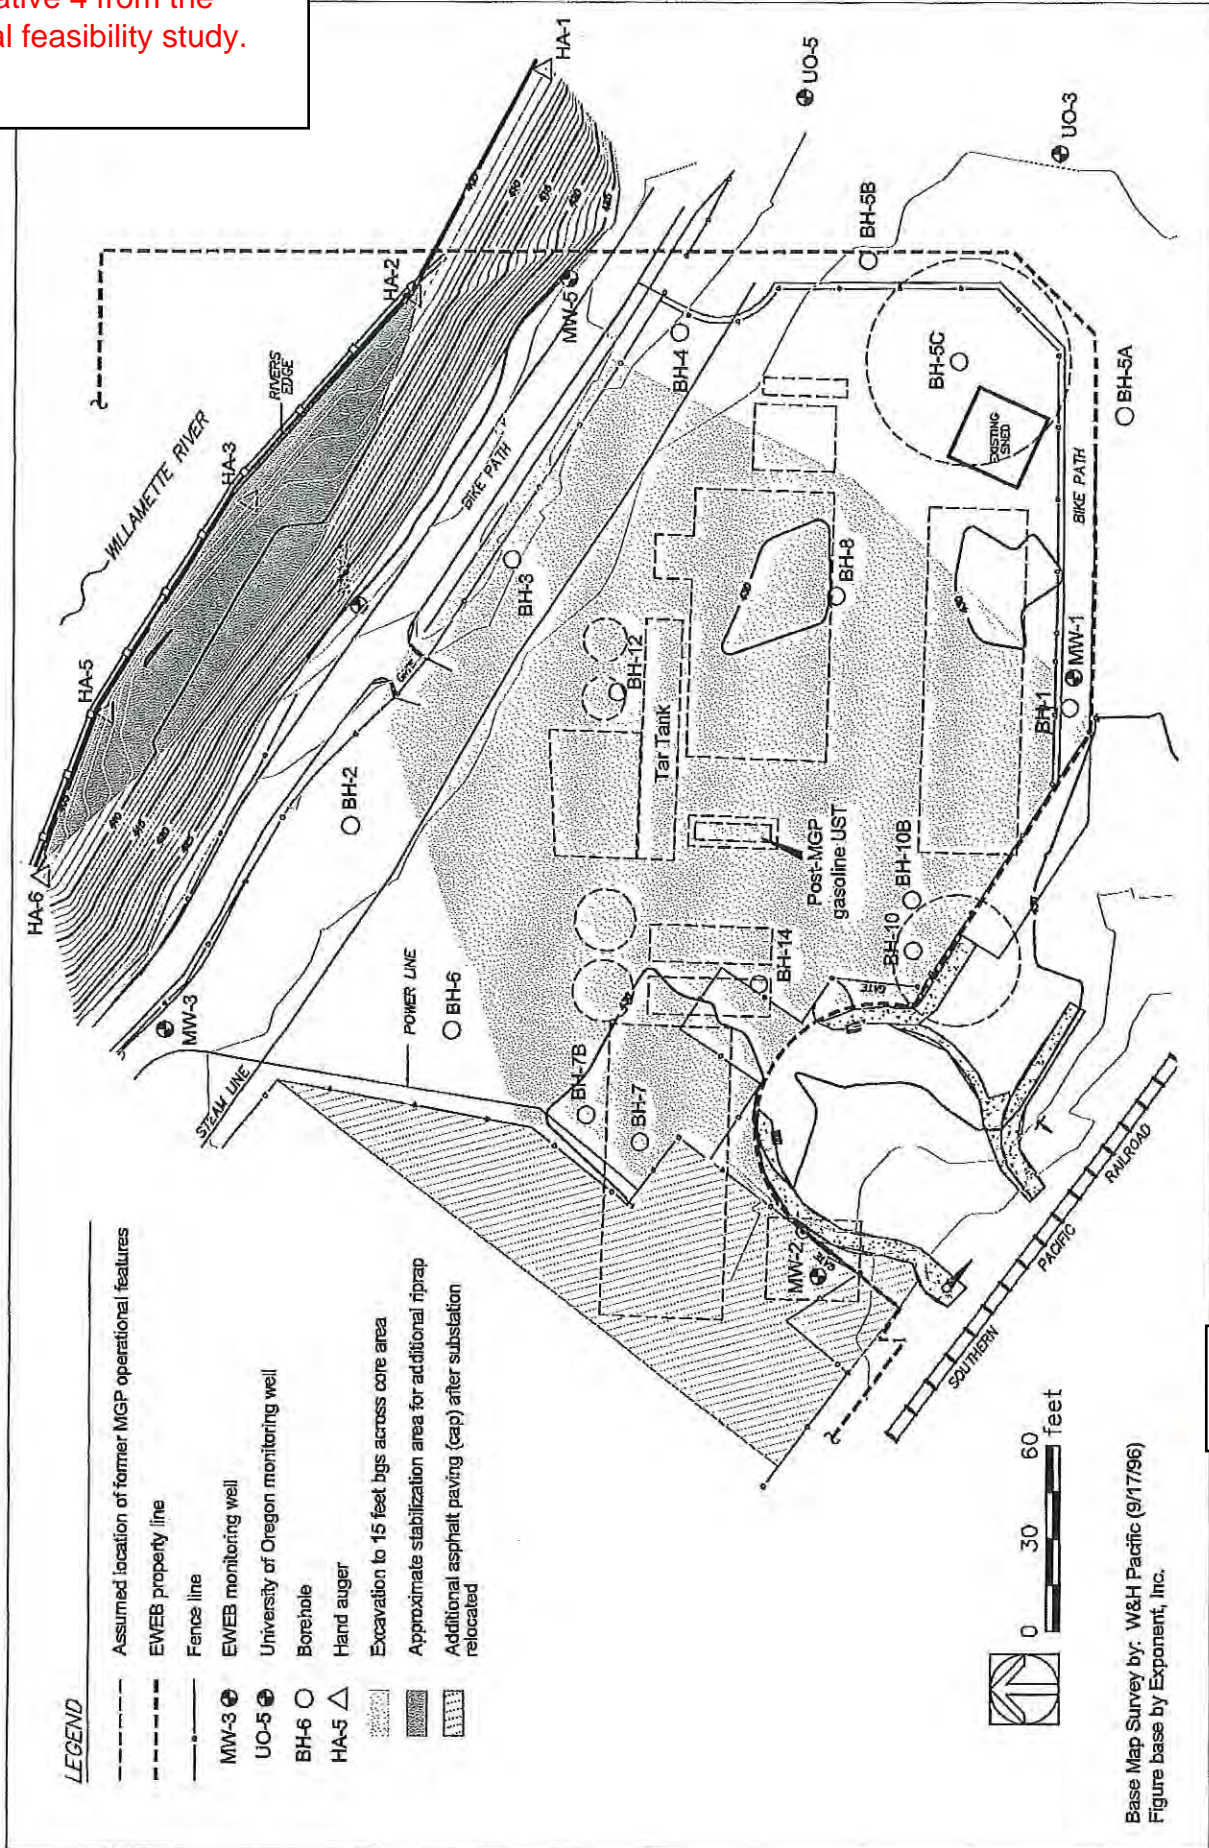 ative 4 from the
al feasibility study.
LEGEND
Assumed location of former MGP operational features
EWEB property line
Fence line
MW-3 EWEB monitoring well
UO-5 University of Oregon monitoring well
BH-6 Borehole
HA-5 Hand auger
Excavation to 15 feet bgs across core area
Approximate stabilization area for additional riprap
Additional asphalt paving (cap) after substation
relocated
WILLAMETTE RIVER
RIVERS
EDGE
HA-6
HA-5
HA-3
HA-2
HA-1
MW-3
BH-2
BIKE PATH
MW-5
UO-5
STEAM LINE
POWER LINE
BH-6
GATE
BH-3
BH-4
UO-3
BH-7B
BH-7
BH-12
Tar Tank
BH-5B
BH-14
Post-MGP
gasoline UST
430
BH-8
BH-5C
EXISTING
SHED
BH-10
BH-10B
GATE
MW-2
GATE
BH-1
MW-1
BIKE PATH
BH-5A
SOUTHERN
PACIFIC
RAILROAD
0 30 60
feet
Base Map Survey by: W&H Pacific (9/17/96)
Figure base by Exponent, Inc.